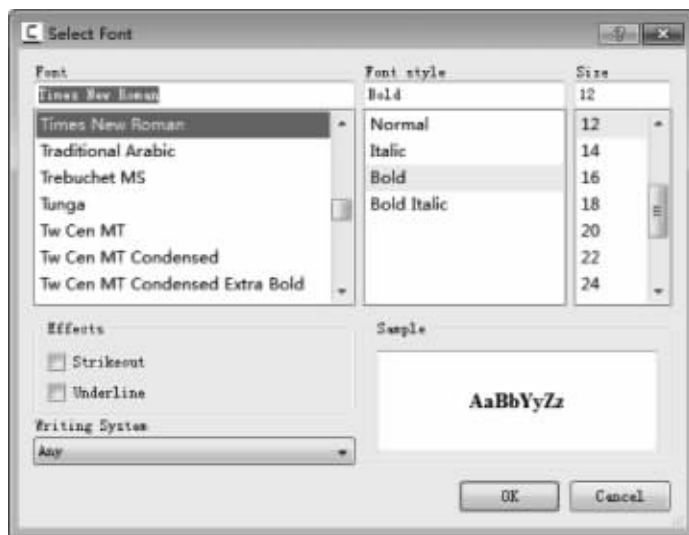 Select Font
Font
Font style
Size
Times New Roman
Bold
12
Times New Roman
Normal
12
Traditional Arabic
Italic
14
Trebuchet MS
Bold
16
Tunga
Bold Italic
18
Tw Cen MT
20
Tw Cen MT Condensed
22
Tw Cen MT Condensed Extra Bold
24
Effects
Sample
Strikeout
Underline
AaBbYyZz
Writing System
Any
OK
Cancel